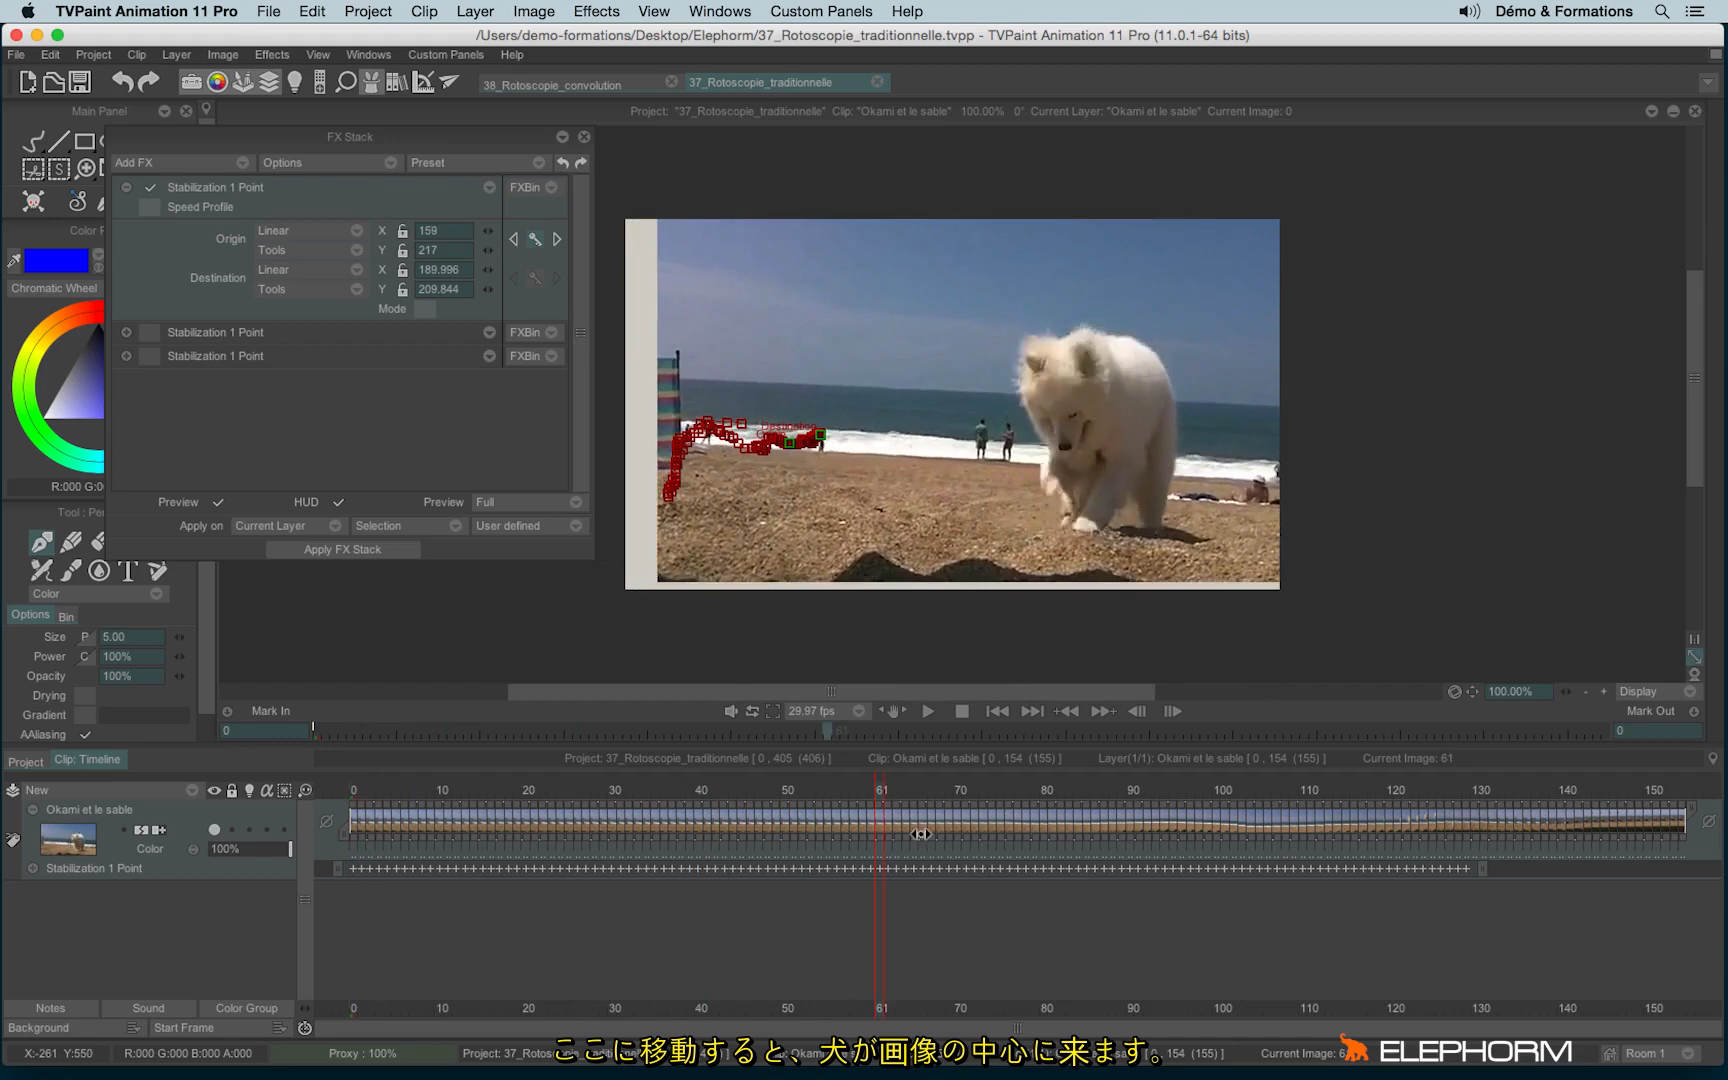 TVPaint Animation 11 Pro File Edit Project Clip Layer Image Effects View Windows Custom Panels Help Démo & Formations
/Users/demo-formations/Desktop/Elephorm/37_Rotoscopie_traditionnelle.tvpp - TVPaint Animation 11 Pro (11.0.1-64 bits)
File Edit Project Clip Layer Image Effects View Windows Custom Panels Help
38_Rotoscopie_convolution 37_Rotoscopie_traditionnelle
Main Panel
Project: "37_Rotoscopie_traditionnelle" Clip: "Okami et le sable" 100.00% 0° Current Layer: "Okami et le sable" Current Image: 0
FX Stack
Add FX Options Preset
Stabilization 1 Point FXBin
Speed Profile
Origin Linear X 159
Tools Y 217
Destination Linear X 189.996
Tools Y 209.844
Mode
Stabilization 1 Point FXBin
Stabilization 1 Point FXBin
Preview HUD Preview Full
Apply on Current Layer Selection User defined
Apply FX Stack
Color P
Chromatic Wheel
R:000 G:0
Tool : Pe
Destination
Color
Options Bin
Size P 5.00
Power C 100%
Opacity 100%
Drying
Gradient
AAliasing
100.00% - + Display
Mark In 29.97 fps Mark Out
0 61 0
Project Clip: Timeline Project: 37_Rotoscopie_traditionnelle [ 0 , 405 (406) ] Clip: Okami et le sable [ 0 , 154 (155) ] Layer(1/1): Okami et le sable [ 0 , 154 (155) ] Current Image: 61
New 0 10 20 30 40 50 61 70 80 90 100 110 120 130 140 150
Okami et le sable
Color 100%
Stabilization 1 Point
Notes Sound Color Group 0 10 20 30 40 50 61 70 80 90 100 110 120 130 140 150
Background Start Frame
X:-261 Y:550 R:000 G:000 B:000 A:000 Proxy : 100% Project: 37_Rotos 0 , 154 (155) ] Current Image: 6 Room 1
ここに移動すると、犬が画像の中心に来ます。
ELEPHORM